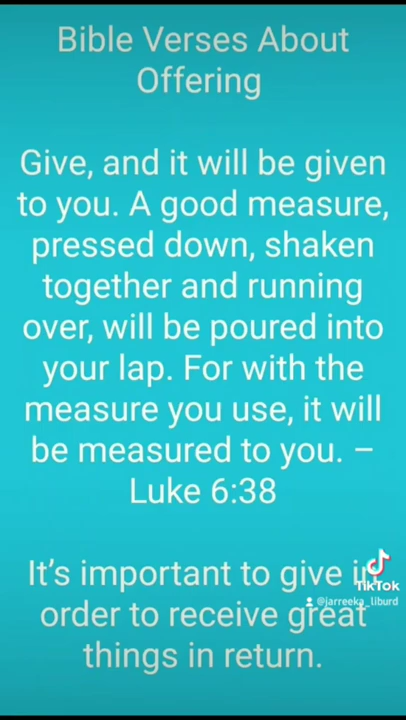 Bible Verses About
Offering
Give, and it will be given
to you. A good measure,
pressed down, shaken
together and running
over, will be poured into
your lap. For with the
measure you use, it will
be measured to you. –
Luke 6:38
It's important to give in
TikTok
order to receive great
@jarreeka_liburd
things in return.